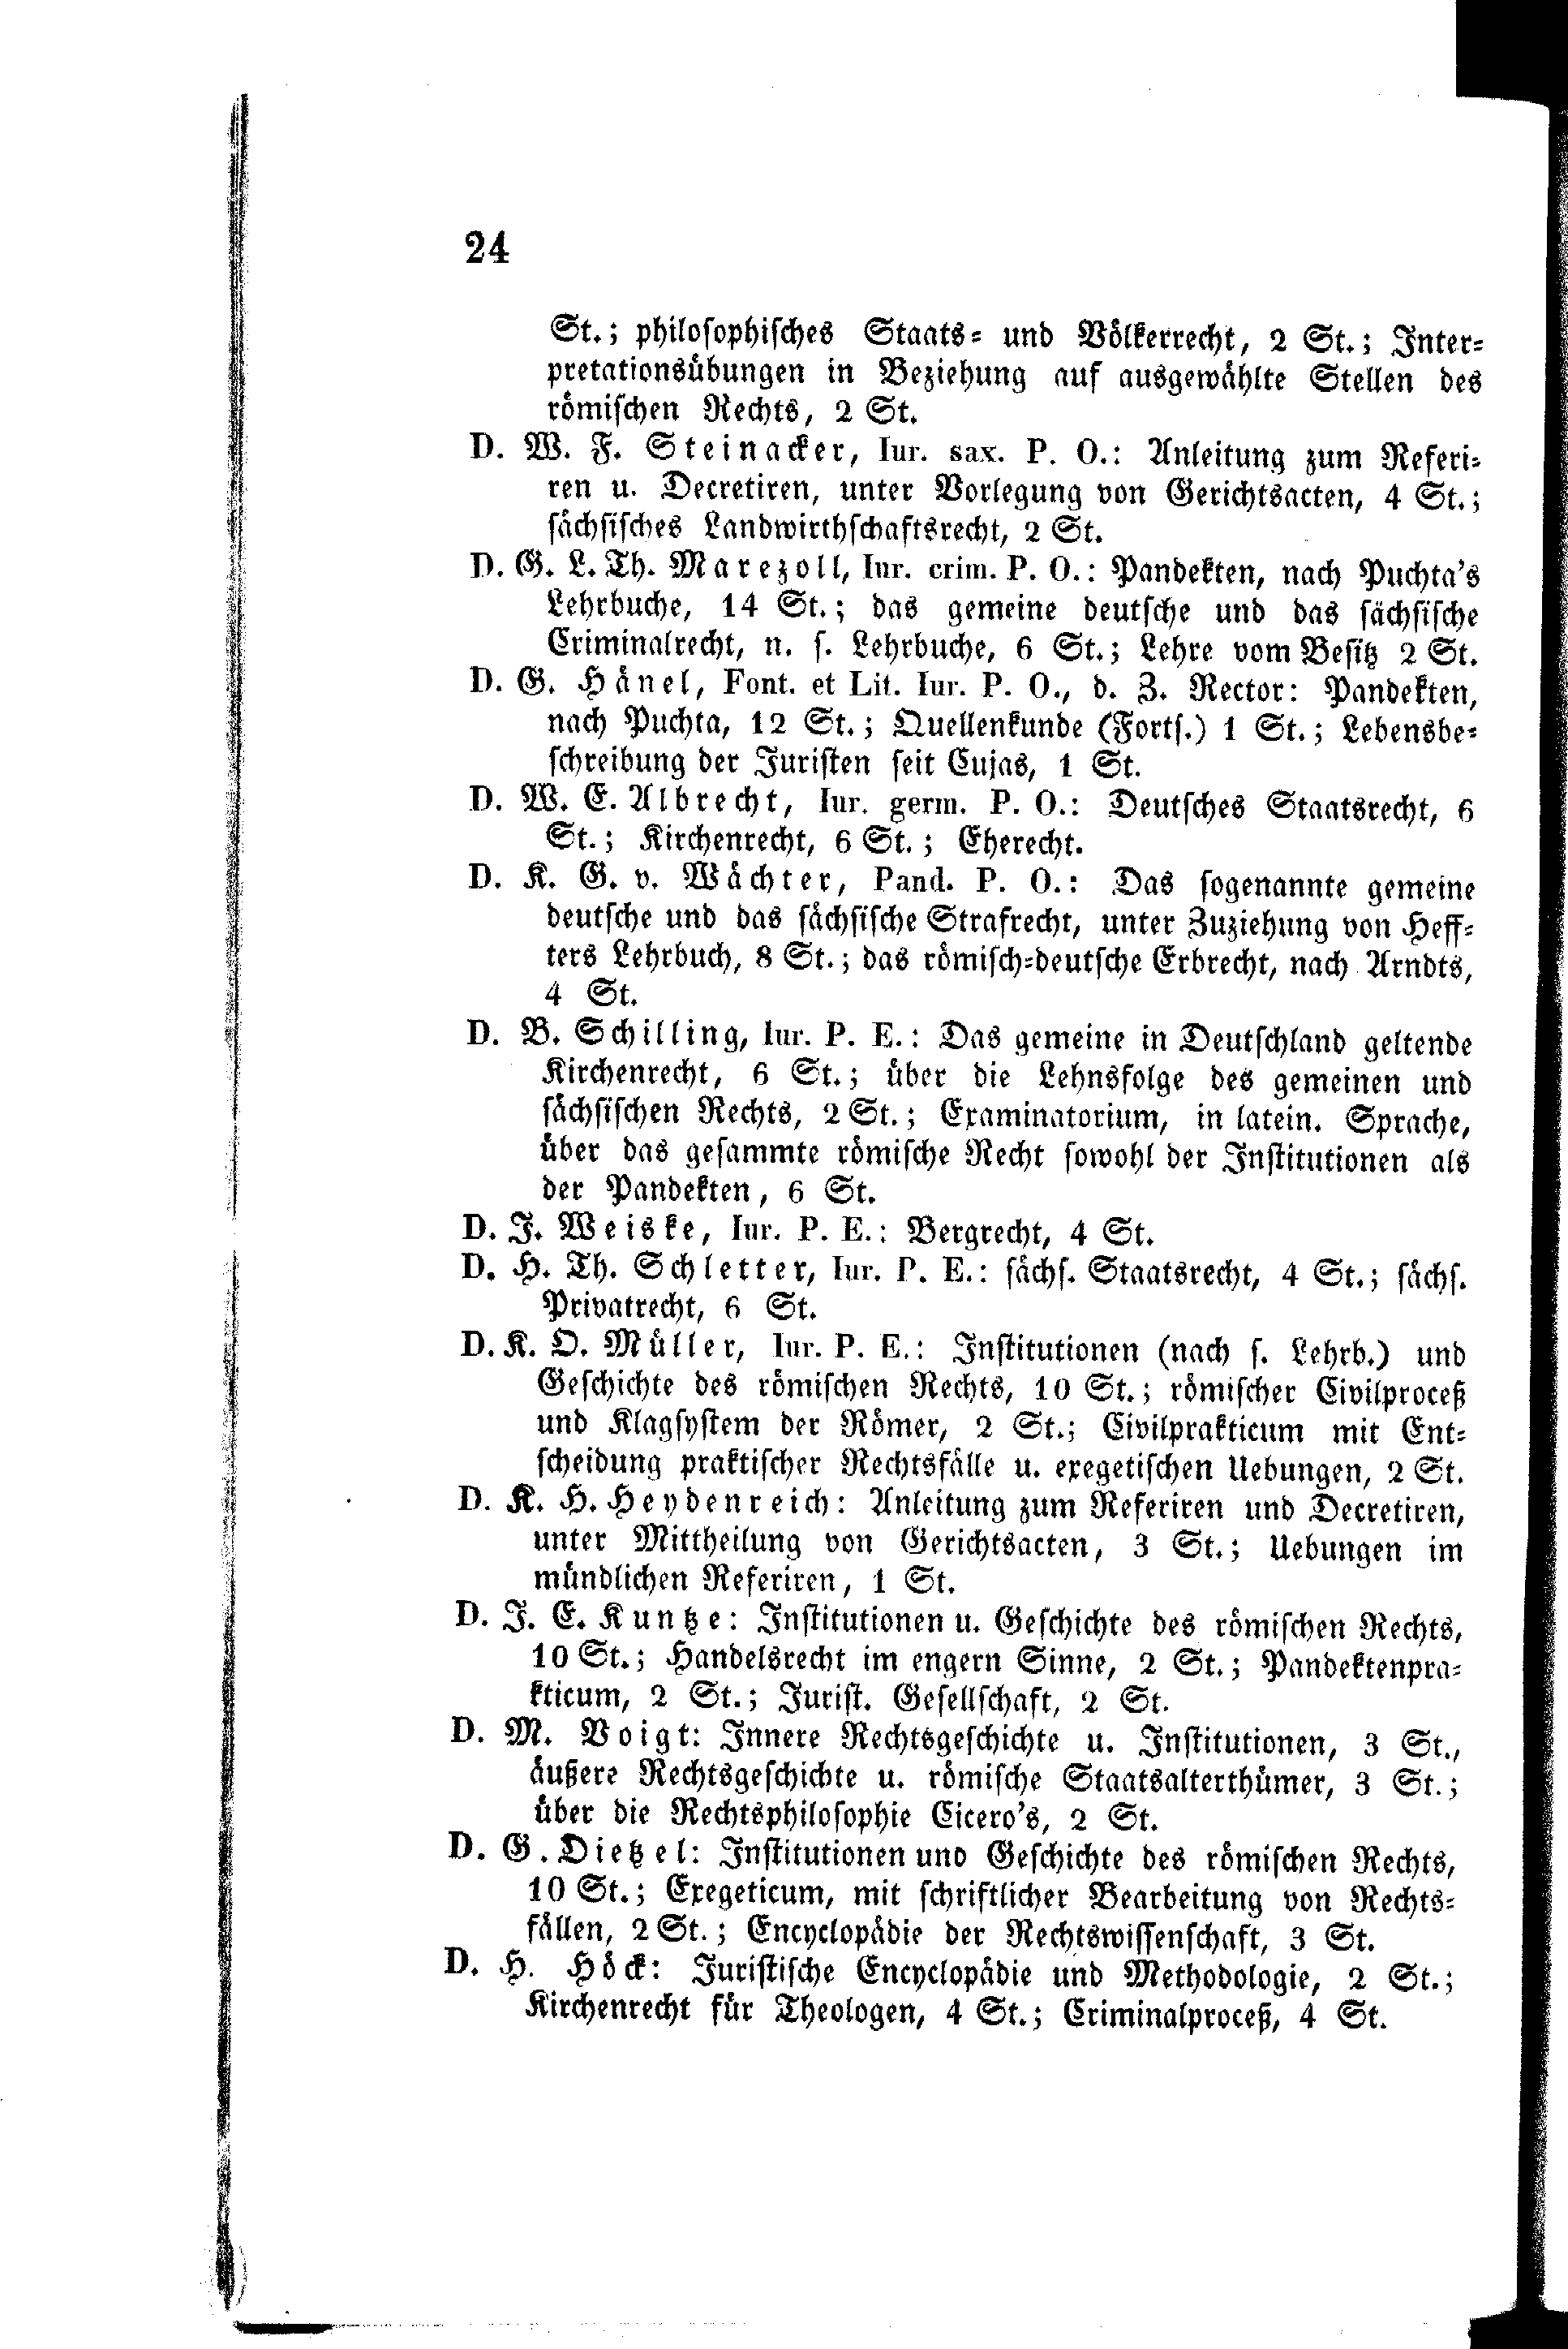 24
St.; philosophisches Staats- und Völkerrecht, 2 St.; Inter-
pretationsübungen in Beziehung auf ausgewählte Stellen des
römischen Rechts, 2 St.
D. W. F. Steinacker, Iur. sax. P. O.: Anleitung zum Referi-
ren u. Decretiren, unter Vorlegung von Gerichtsacten, 4 St.;
sächsisches Landwirthschaftsrecht, 2 St.
D. G. L. Th. Marezoll, Iur. crim. P. O.: Pandekten, nach Puchta's
Lehrbuche, 14 St.; das gemeine deutsche und das sächsische
Criminalrecht, n. s. Lehrbuche, 6 St.; Lehre vom Besitz 2 St.
D. G. Hänel, Font. et Lit. Iur. P. O., d. Z. Rector: Pandekten,
nach Puchta, 12 St.; Quellenkunde (Forts.) 1 St.; Lebensbe-
schreibung der Juristen seit Cujas, 1 St.
D. W. E. Albrecht, Iur. germ. P. O.: Deutsches Staatsrecht, 6
St.; Kirchenrecht, 6 St.; Eherecht.
D. K. G. v. Wächter, Pand. P. O.: Das sogenannte gemeine
deutsche und das sächsische Strafrecht, unter Zuziehung von Heff-
ters Lehrbuch, 8 St.; das römisch-deutsche Erbrecht, nach Arndts,
4 St.
D. B. Schilling, Iur. P. E.: Das gemeine in Deutschland geltende
Kirchenrecht, 6 St.; über die Lehnsfolge des gemeinen und
sächsischen Rechts, 2 St.; Examinatorium, in latein. Sprache,
über das gesammte römische Recht sowohl der Institutionen als
der Pandekten, 6 St.
D. J. Weiske, Iur. P. E.: Bergrecht, 4 St.
D. H. Th. Schletter, Iur. P. E.: sächs. Staatsrecht, 4 St.; sächs.
Privatrecht, 6 St.
D. K. O. Müller, Iur. P. E.: Institutionen (nach s. Lehrb.) und
Geschichte des römischen Rechts, 10 St.; römischer Civilproceß
und Klagsystem der Römer, 2 St.; Civilprakticum mit Ent-
scheidung praktischer Rechtsfälle u. exegetischen Uebungen, 2 St.
D. K. H. Heydenreich: Anleitung zum Referiren und Decretiren,
unter Mittheilung von Gerichtsacten, 3 St.; Uebungen im
mündlichen Referiren, 1 St.
D. J. E. Kuntze: Institutionen u. Geschichte des römischen Rechts,
10 St.; Handelsrecht im engern Sinne, 2 St.; Pandektenpra-
kticum, 2 St.; Jurist. Gesellschaft, 2 St.
D. M. Voigt: Innere Rechtsgeschichte u. Institutionen, 3 St.,
äußere Rechtsgeschichte u. römische Staatsalterthümer, 3 St.;
über die Rechtsphilosophie Cicero's, 2 St.
D. G. Dietzel: Institutionen und Geschichte des römischen Rechts,
10 St.; Exegeticum, mit schriftlicher Bearbeitung von Rechts-
fällen, 2 St.; Encyclopädie der Rechtswissenschaft, 3 St.
D. H. Höck: Juristische Encyclopädie und Methodologie, 2 St.;
Kirchenrecht für Theologen, 4 St.; Criminalproceß, 4 St.